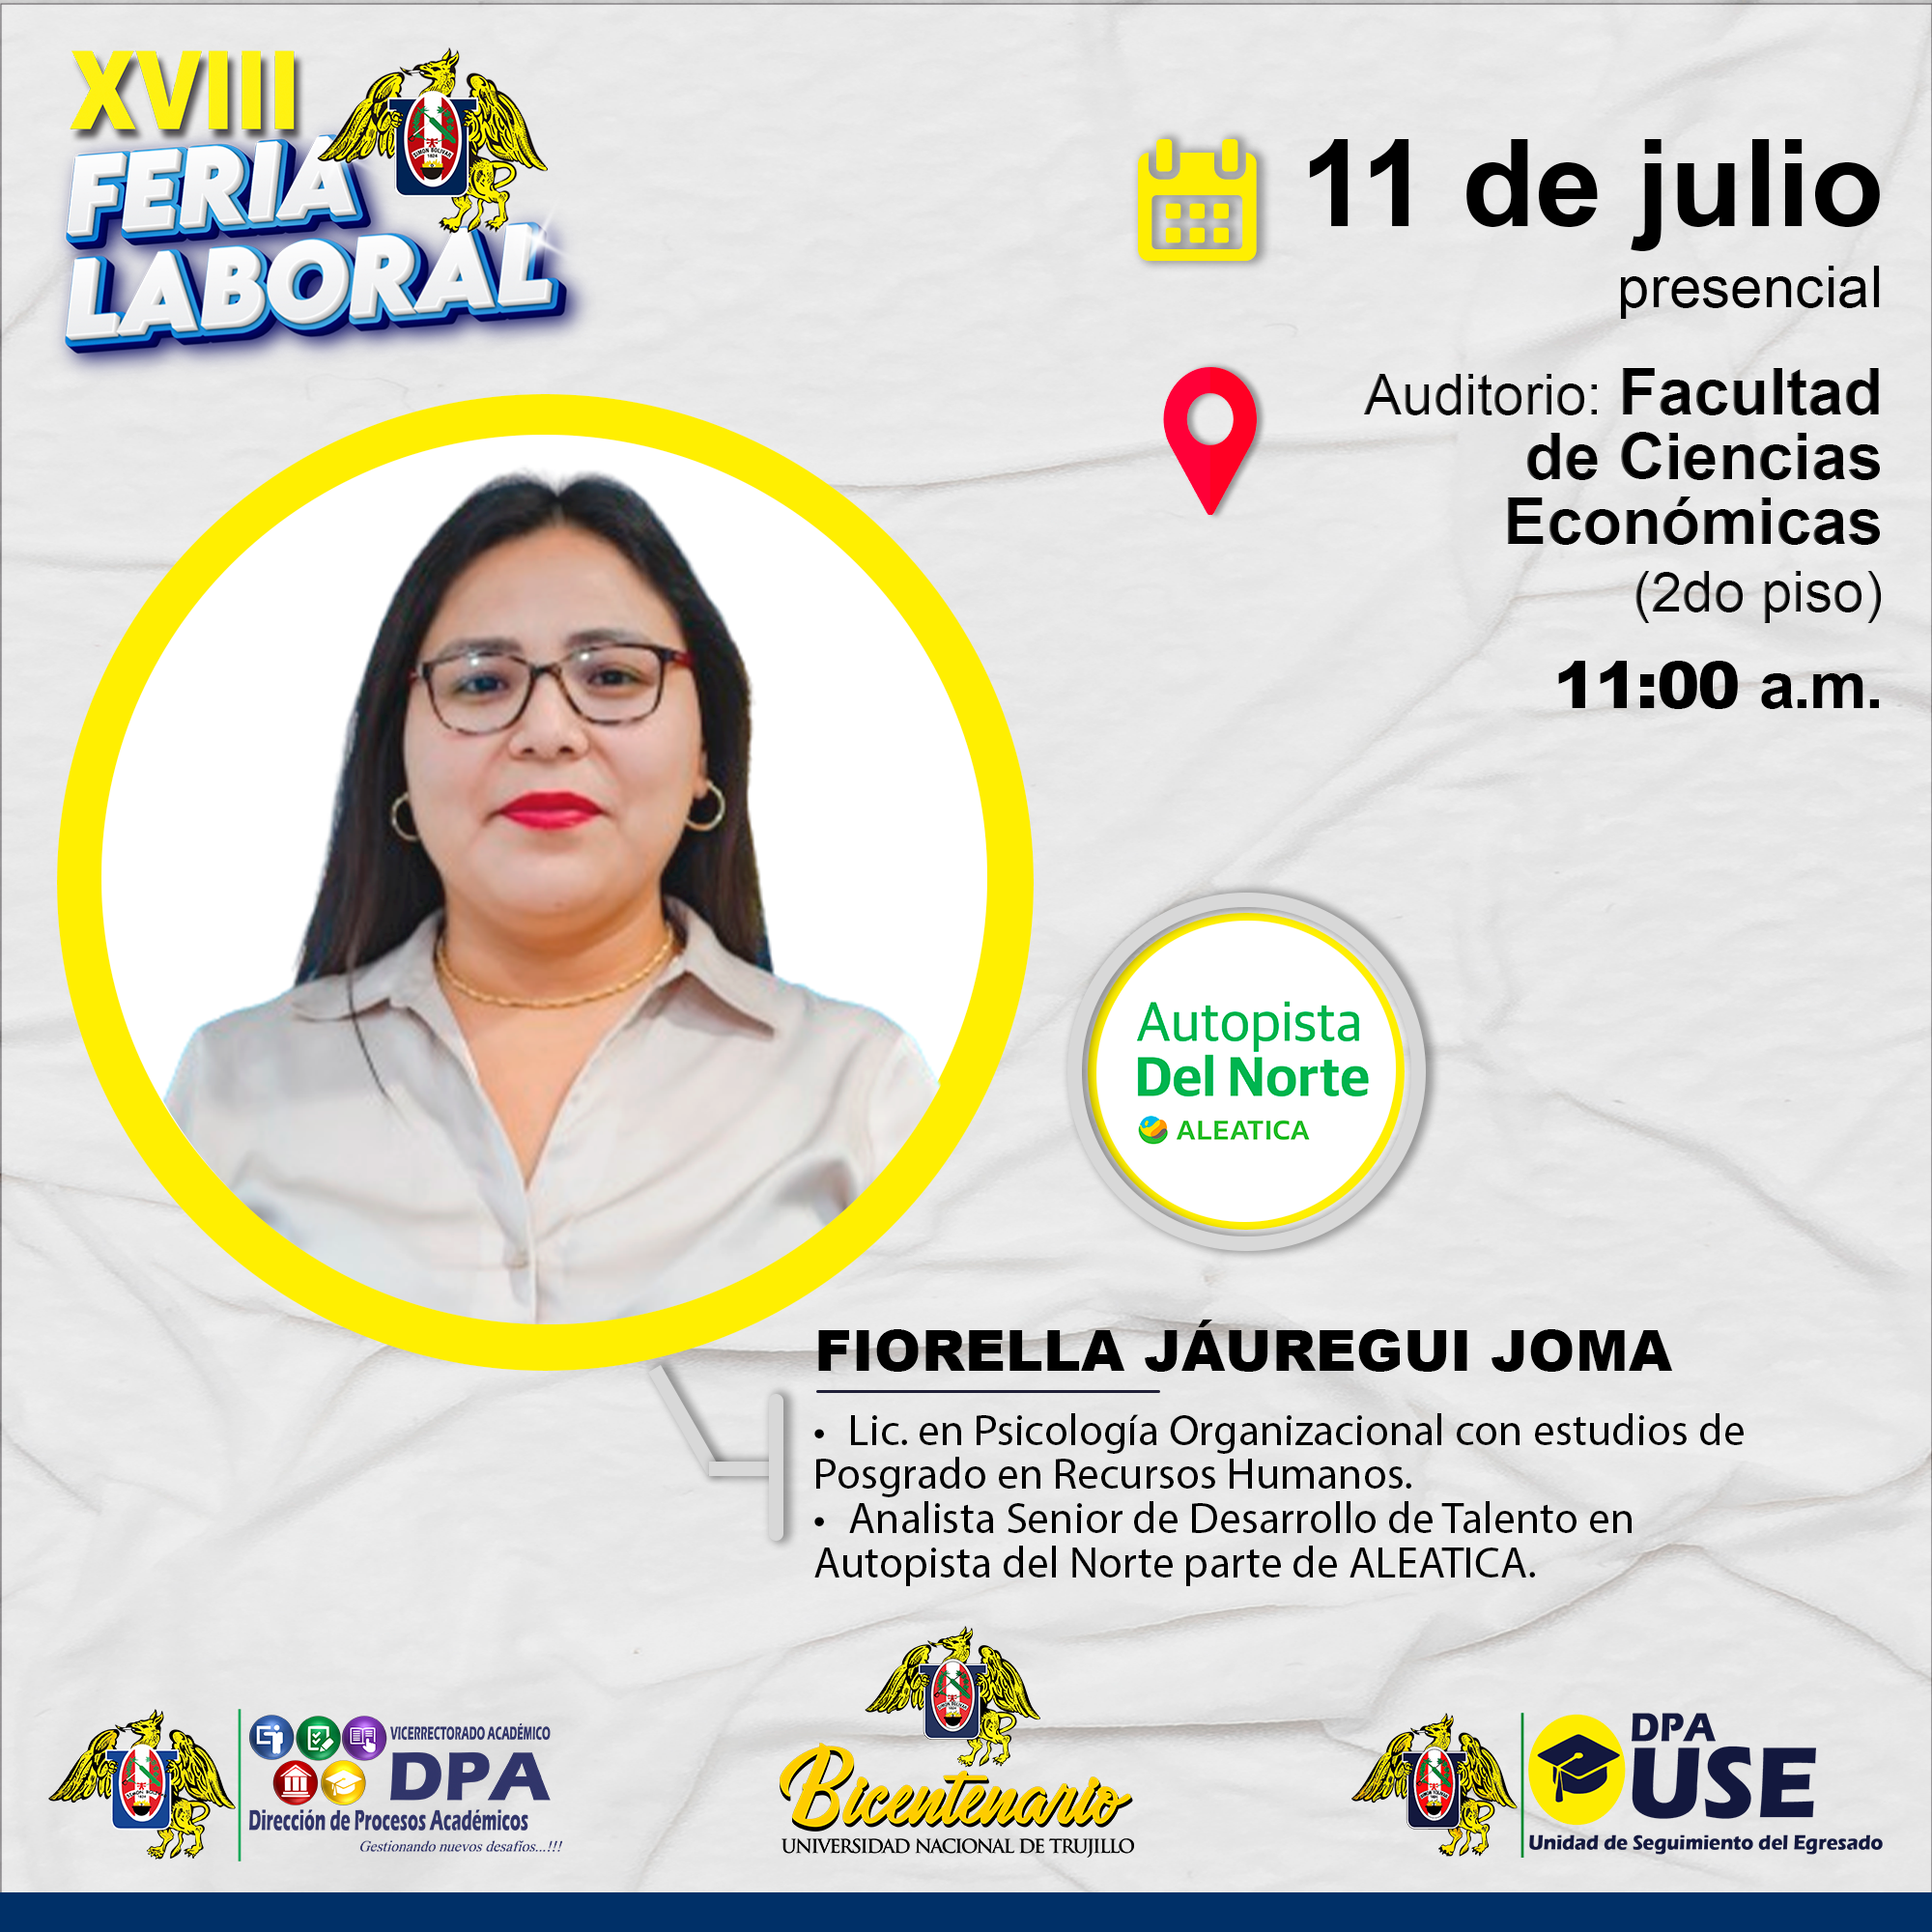 XVIII
FERIA
LABORAL
SIMON BOLIVAR
1824
11 de julio
presencial
Auditorio: Facultad
de Ciencias
Económicas
(2do piso)
11:00 a.m.
Autopista
Del Norte
ALEATICA
FIORELLA JÁUREGUI JOMA
• Lic. en Psicología Organizacional con estudios de
Posgrado en Recursos Humanos.
• Analista Senior de Desarrollo de Talento en
Autopista del Norte parte de ALEATICA.
VICERRECTORADO ACADÉMICO
DPA
Dirección de Procesos Académicos
Gestionando nuevos desafíos...!!!
Bicentenario
UNIVERSIDAD NACIONAL DE TRUJILLO
DPA
USE
Unidad de Seguimiento del Egresado